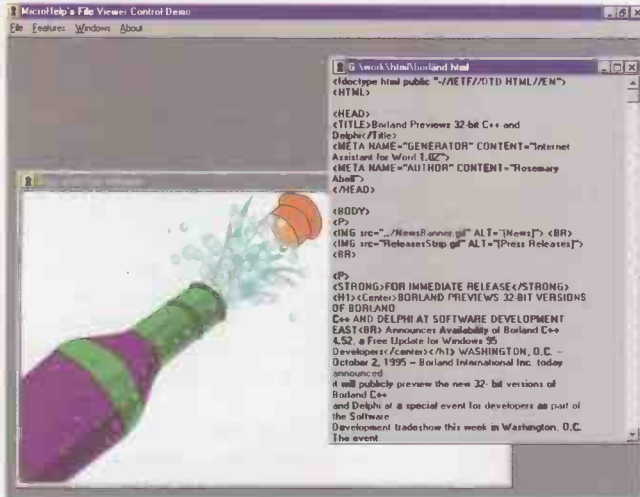 MicroHelp's File Viewer Control Demo
File Features Windows About
G:\work\html\borland.html
<!doctype html public "-//IETF//DTD HTML//EN">
<HTML>
<HEAD>
<TITLE>Borland Previews 32-bit C++ and
Delphi</Title>
<META NAME="GENERATOR" CONTENT="Internet
Assistant for Word 1.0Z">
<META NAME="AUTHOR" CONTENT="Rosemary
Abell">
</HEAD>
<BODY>
<P>
<IMG src="../NewsBanner.gif" ALT="[News]"> <BR>
<IMG src="ReleasesStrip.gif" ALT="[Press Releases]">
<BR>
<P>
<STRONG>FOR IMMEDIATE RELEASE</STRONG>
<H1><Center>BORLAND PREVIEWS 32-BIT VERSIONS
OF BORLAND
C++ AND DELPHI AT SOFTWARE DEVELOPMENT
EAST<BR> Announces Availability of Borland C++
4.52, a Free Update for Windows 95
Developers</center></h1> WASHINGTON, D.C. --
October 2, 1995 -- Borland International Inc. today
announced
it will publicly preview the new 32- bit versions of
Borland C++
and Delphi at a special event for developers as part of
the Software
Development tradeshow this week in Washington, D.C.
The event